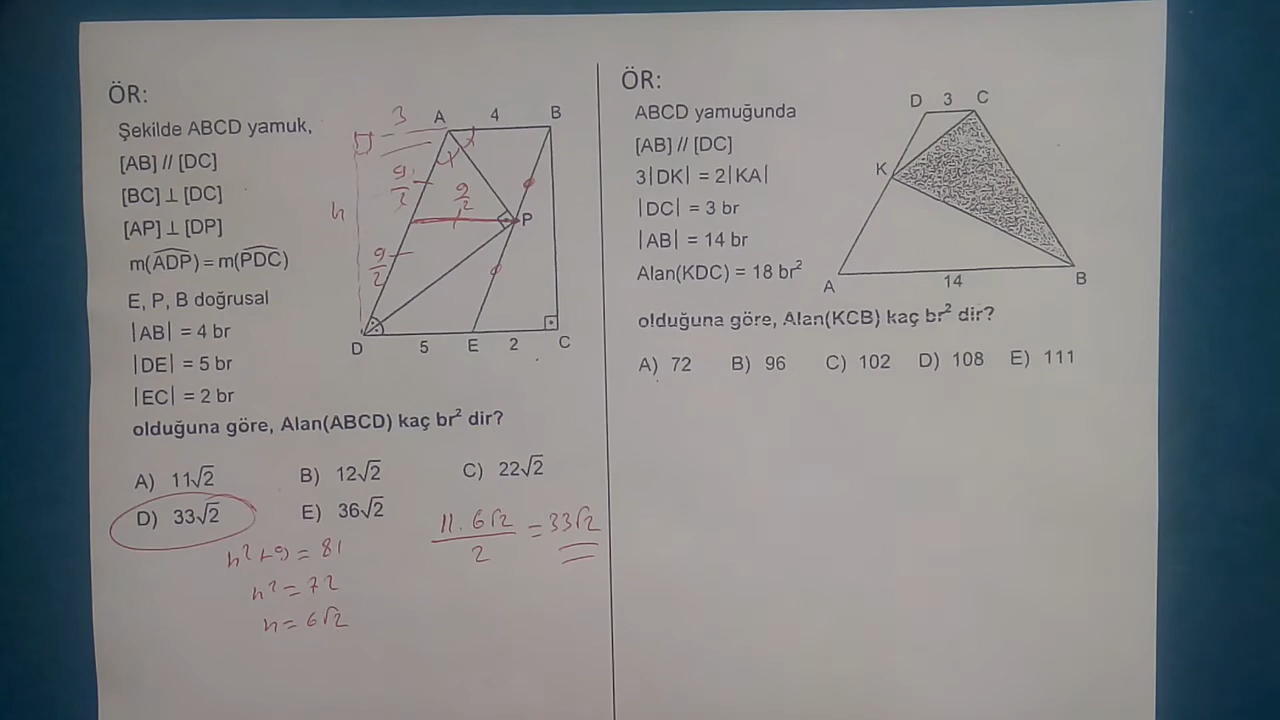 ÖR:
Şekilde ABCD yamuk,
[AB] // [DC]
[BC] ⊥ [DC]
[AP] ⊥ [DP]
m(ADP) = m(PDC)
E, P, B doğrusal
|AB| = 4 br
|DE| = 5 br
|EC| = 2 br
olduğuna göre, Alan(ABCD) kaç br² dir?
A) 11√2 B) 12√2 C) 22√2
D) 33√2 E) 36√2
h² + 9 = 81
h² = 72
h = 6√2
11.6√2 / 2 = 33√2
3
A 4 B
9/2
9/2
h
P
9/2
D 5 E 2 C
ÖR:
ABCD yamuğunda
[AB] // [DC]
3|DK| = 2|KA|
|DC| = 3 br
|AB| = 14 br
Alan(KDC) = 18 br²
olduğuna göre, Alan(KCB) kaç br² dir?
A) 72 B) 96 C) 102 D) 108 E) 111
D 3 C
K
A 14 B